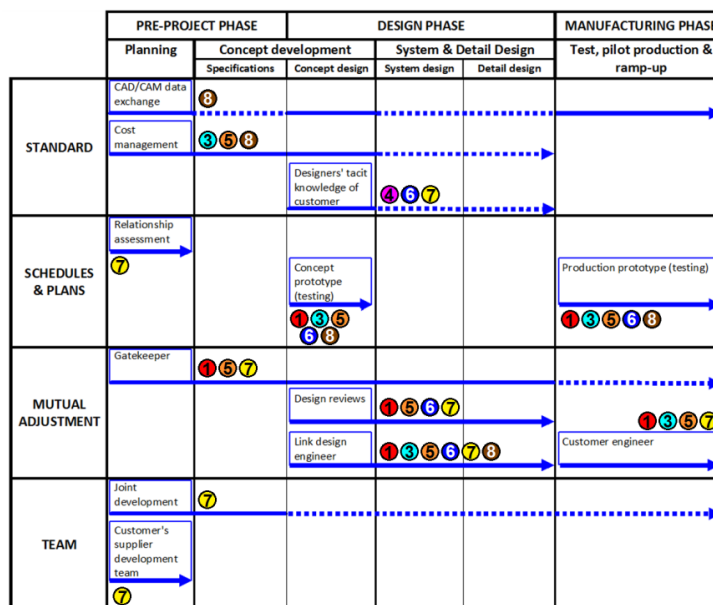 PRE-PROJECT PHASE DESIGN PHASE MANUFACTURING PHASE
Planning Concept development System & Detail Design Test, pilot production &
ramp-up
Specifications Concept design System design Detail design
STANDARD
CAD/CAM data
exchange
8
Cost
management
3 5 8
Designers' tacit
knowledge of
customer
4 6 7
SCHEDULES
& PLANS
Relationship
assessment
7
Concept
prototype
(testing)
1 3 5
6 8
Production prototype (testing)
1 3 5 6 8
MUTUAL
ADJUSTMENT
Gatekeeper
1 5 7
Design reviews
1 5 6 7
Link design
engineer
1 3 5 6 7 8
1 3 5 7
Customer engineer
TEAM
Joint
development
7
Customer's
supplier
development
team
7